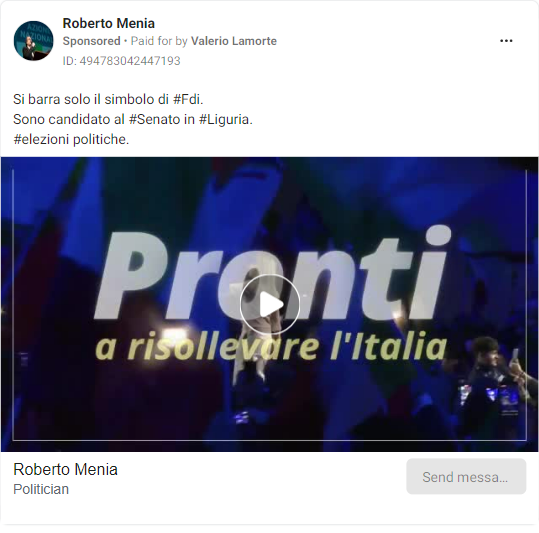 Roberto Menia
Sponsored • Paid for by Valerio Lamorte
ID: 494783042447193
Si barra solo il simbolo di #Fdi.
Sono candidato al #Senato in #Liguria.
#elezioni politiche.
Pronti
a risollevare l'Italia
Roberto Menia
Politician
Send messa...